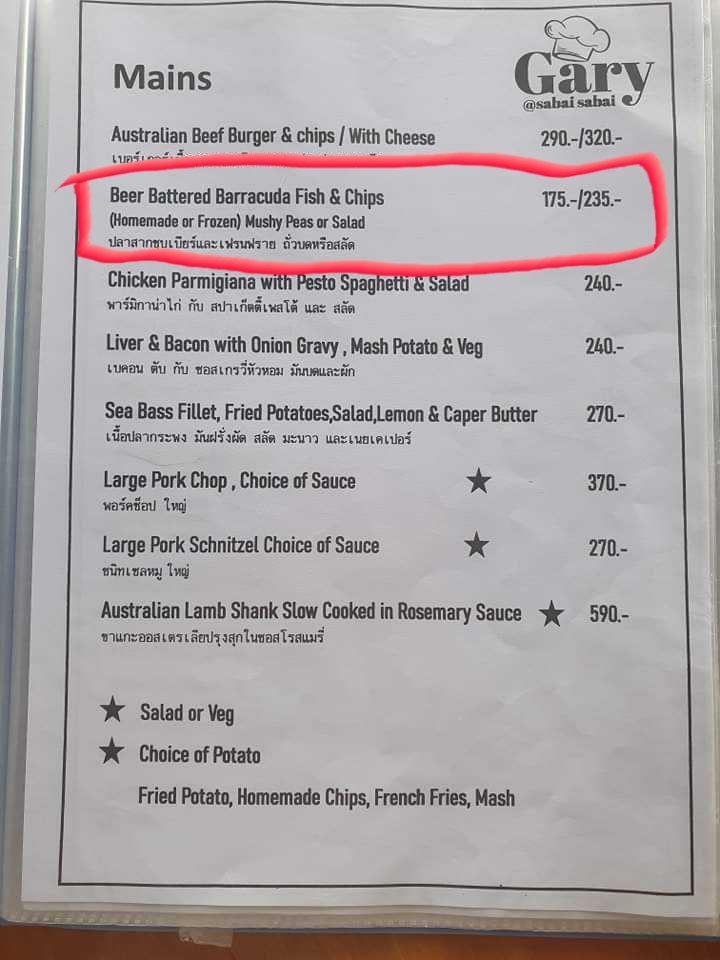 Mains
Gary
@sabai sabai
Australian Beef Burger & chips / With Cheese 290.-/320.-
Beer Battered Barracuda Fish & Chips 175.-/235.-
(Homemade or Frozen) Mushy Peas or Salad
ปลาสากชบเบียร์และเฟรนฟราย ถั่วบดหรือสลัด
Chicken Parmigiana with Pesto Spaghetti & Salad 240.-
พาร์มิกาน่าไก่ กับ สปาเก็ตตี้เพสโต้ และ สลัด
Liver & Bacon with Onion Gravy , Mash Potato & Veg 240.-
เบคอน ตับ กับ ซอสเกรวี่หัวหอม มันบดและผัก
Sea Bass Fillet, Fried Potatoes,Salad,Lemon & Caper Butter 270.-
เนื้อปลากระพง มันฝรั่งผัด สลัด มะนาว และเนยเคเปอร์
Large Pork Chop , Choice of Sauce ★ 370.-
พอร์คช็อป ใหญ่
Large Pork Schnitzel Choice of Sauce ★ 270.-
ชนิทเซลหมู ใหญ่
Australian Lamb Shank Slow Cooked in Rosemary Sauce ★ 590.-
ขาแกะออสเตรเลียปรุงสุกในซอสโรสแมรี่
★ Salad or Veg
★ Choice of Potato
Fried Potato, Homemade Chips, French Fries, Mash